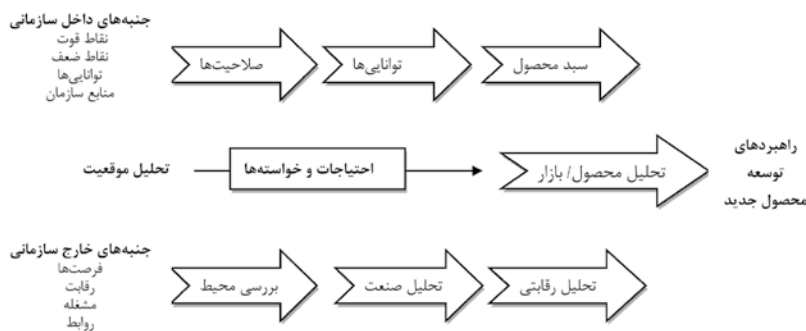 جنبه‌های داخل سازمانی
نقاط قوت
نقاط ضعف
توانایی‌ها
منابع سازمان
صلاحیت‌ها
توانایی‌ها
سبد محصول
تحلیل موقعیت
احتیاجات و خواسته‌ها
تحلیل محصول/ بازار
راهبردهای
توسعه
محصول جدید
جنبه‌های خارج سازمانی
فرصت‌ها
رقابت
مشغله
روابط
بررسی محیط
تحلیل صنعت
تحلیل رقابتی